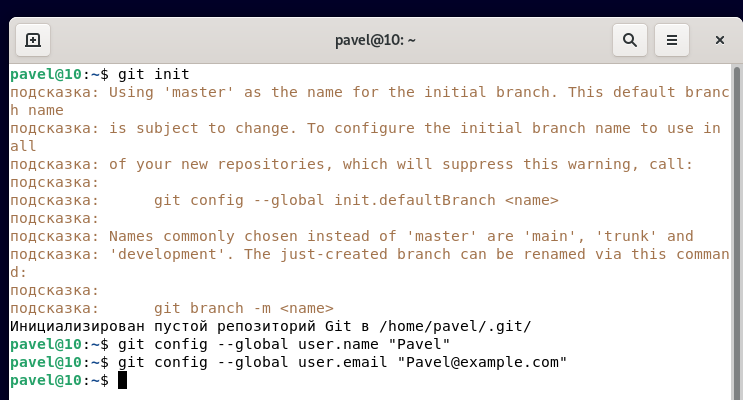 pavel@10: ~
pavel@10:~$ git init
подсказка: Using 'master' as the name for the initial branch. This default branc
h name
подсказка: is subject to change. To configure the initial branch name to use in
all
подсказка: of your new repositories, which will suppress this warning, call:
подсказка:
подсказка:      git config --global init.defaultBranch <name>
подсказка:
подсказка: Names commonly chosen instead of 'master' are 'main', 'trunk' and
подсказка: 'development'. The just-created branch can be renamed via this comman
d:
подсказка:
подсказка:      git branch -m <name>
Инициализирован пустой репозиторий Git в /home/pavel/.git/
pavel@10:~$ git config --global user.name "Pavel"
pavel@10:~$ git config --global user.email "Pavel@example.com"
pavel@10:~$